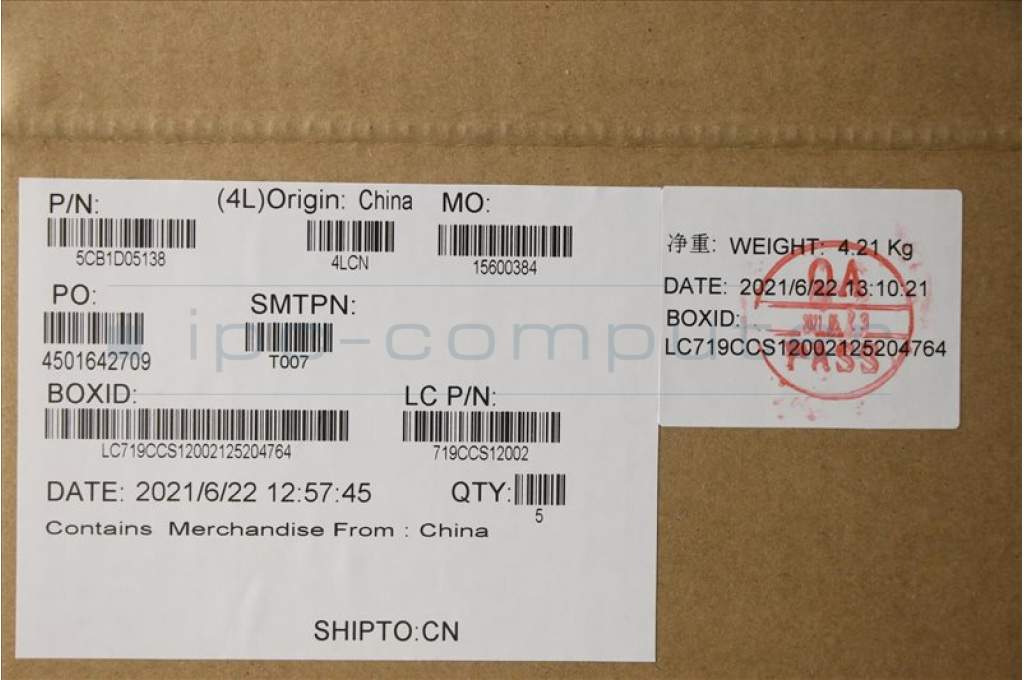 P/N:
(4L)Origin: China
MO:
5CB1D05138
4LCN
15600384
PO:
SMTPN:
4501642709
T007
BOXID:
LC P/N:
LC719CCS12002125204764
719CCS12002
DATE: 2021/6/22 12:57:45
QTY:
5
Contains Merchandise From : China
SHIPTO:CN
净重: WEIGHT: 4.21 Kg
DATE: 2021/6/22 13:10:21
BOXID:
LC719CCS12002125204764
QA
PASS
ipc-computer